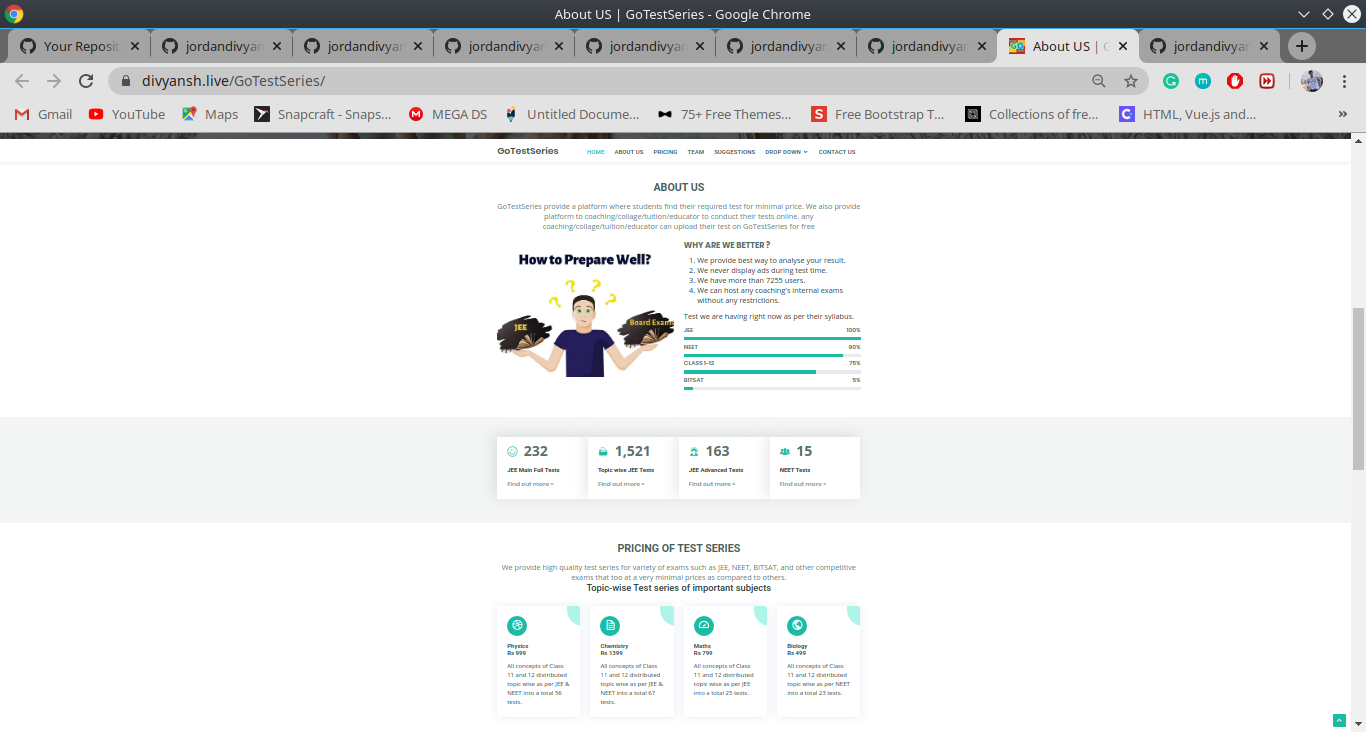 About US | GoTestSeries - Google Chrome
Your Reposit
jordandivyan
jordandivyan
jordandivyan
jordandivyan
jordandivyan
jordandivyan
About US | G
jordandivyan
divyansh.live/GoTestSeries/
Gmail YouTube Maps Snapcraft - Snaps... MEGA DS Untitled Docume... 75+ Free Themes... Free Bootstrap T... Collections of fre... HTML, Vue.js and... »
GoTestSeries HOME ABOUT US PRICING TEAM SUGGESTIONS DROP DOWN CONTACT US
ABOUT US
GoTestSeries provide a platform where students find their required test for minimal price. We also provide
platform to coaching/collage/tuition/educator to conduct their tests online. any
coaching/collage/tuition/educator can upload their test on GoTestSeries for free
How to Prepare Well?
? ? ? ?
JEE
Board Exam
WHY ARE WE BETTER ?
1. We provide best way to analyse your result.
2. We never display ads during test time.
3. We have more than 7255 users.
4. We can host any coaching's internal exams
without any restrictions.
Test we are having right now as per their syllabus.
JEE 100%
NEET 90%
CLASS 1-12 75%
BITSAT 5%
232
JEE Main Full Tests
Find out more »
1,521
Topic wise JEE Tests
Find out more »
163
JEE Advanced Tests
Find out more »
15
NEET Tests
Find out more »
PRICING OF TEST SERIES
We provide high quality test series for variety of exams such as JEE, NEET, BITSAT, and other competitive
exams that too at a very minimal prices as compared to others.
Topic-wise Test series of important subjects
Physics
Rs 999
All concepts of Class
11 and 12 distributed
topic wise as per JEE &
NEET into a total 56
tests.
Chemistry
Rs 1399
All concepts of Class
11 and 12 distributed
topic wise as per JEE &
NEET into a total 67
tests.
Maths
Rs 799
All concepts of Class
11 and 12 distributed
topic wise as per JEE
into a total 25 tests.
Biology
Rs 499
All concepts of Class
11 and 12 distributed
topic wise as per NEET
into a total 23 tests.